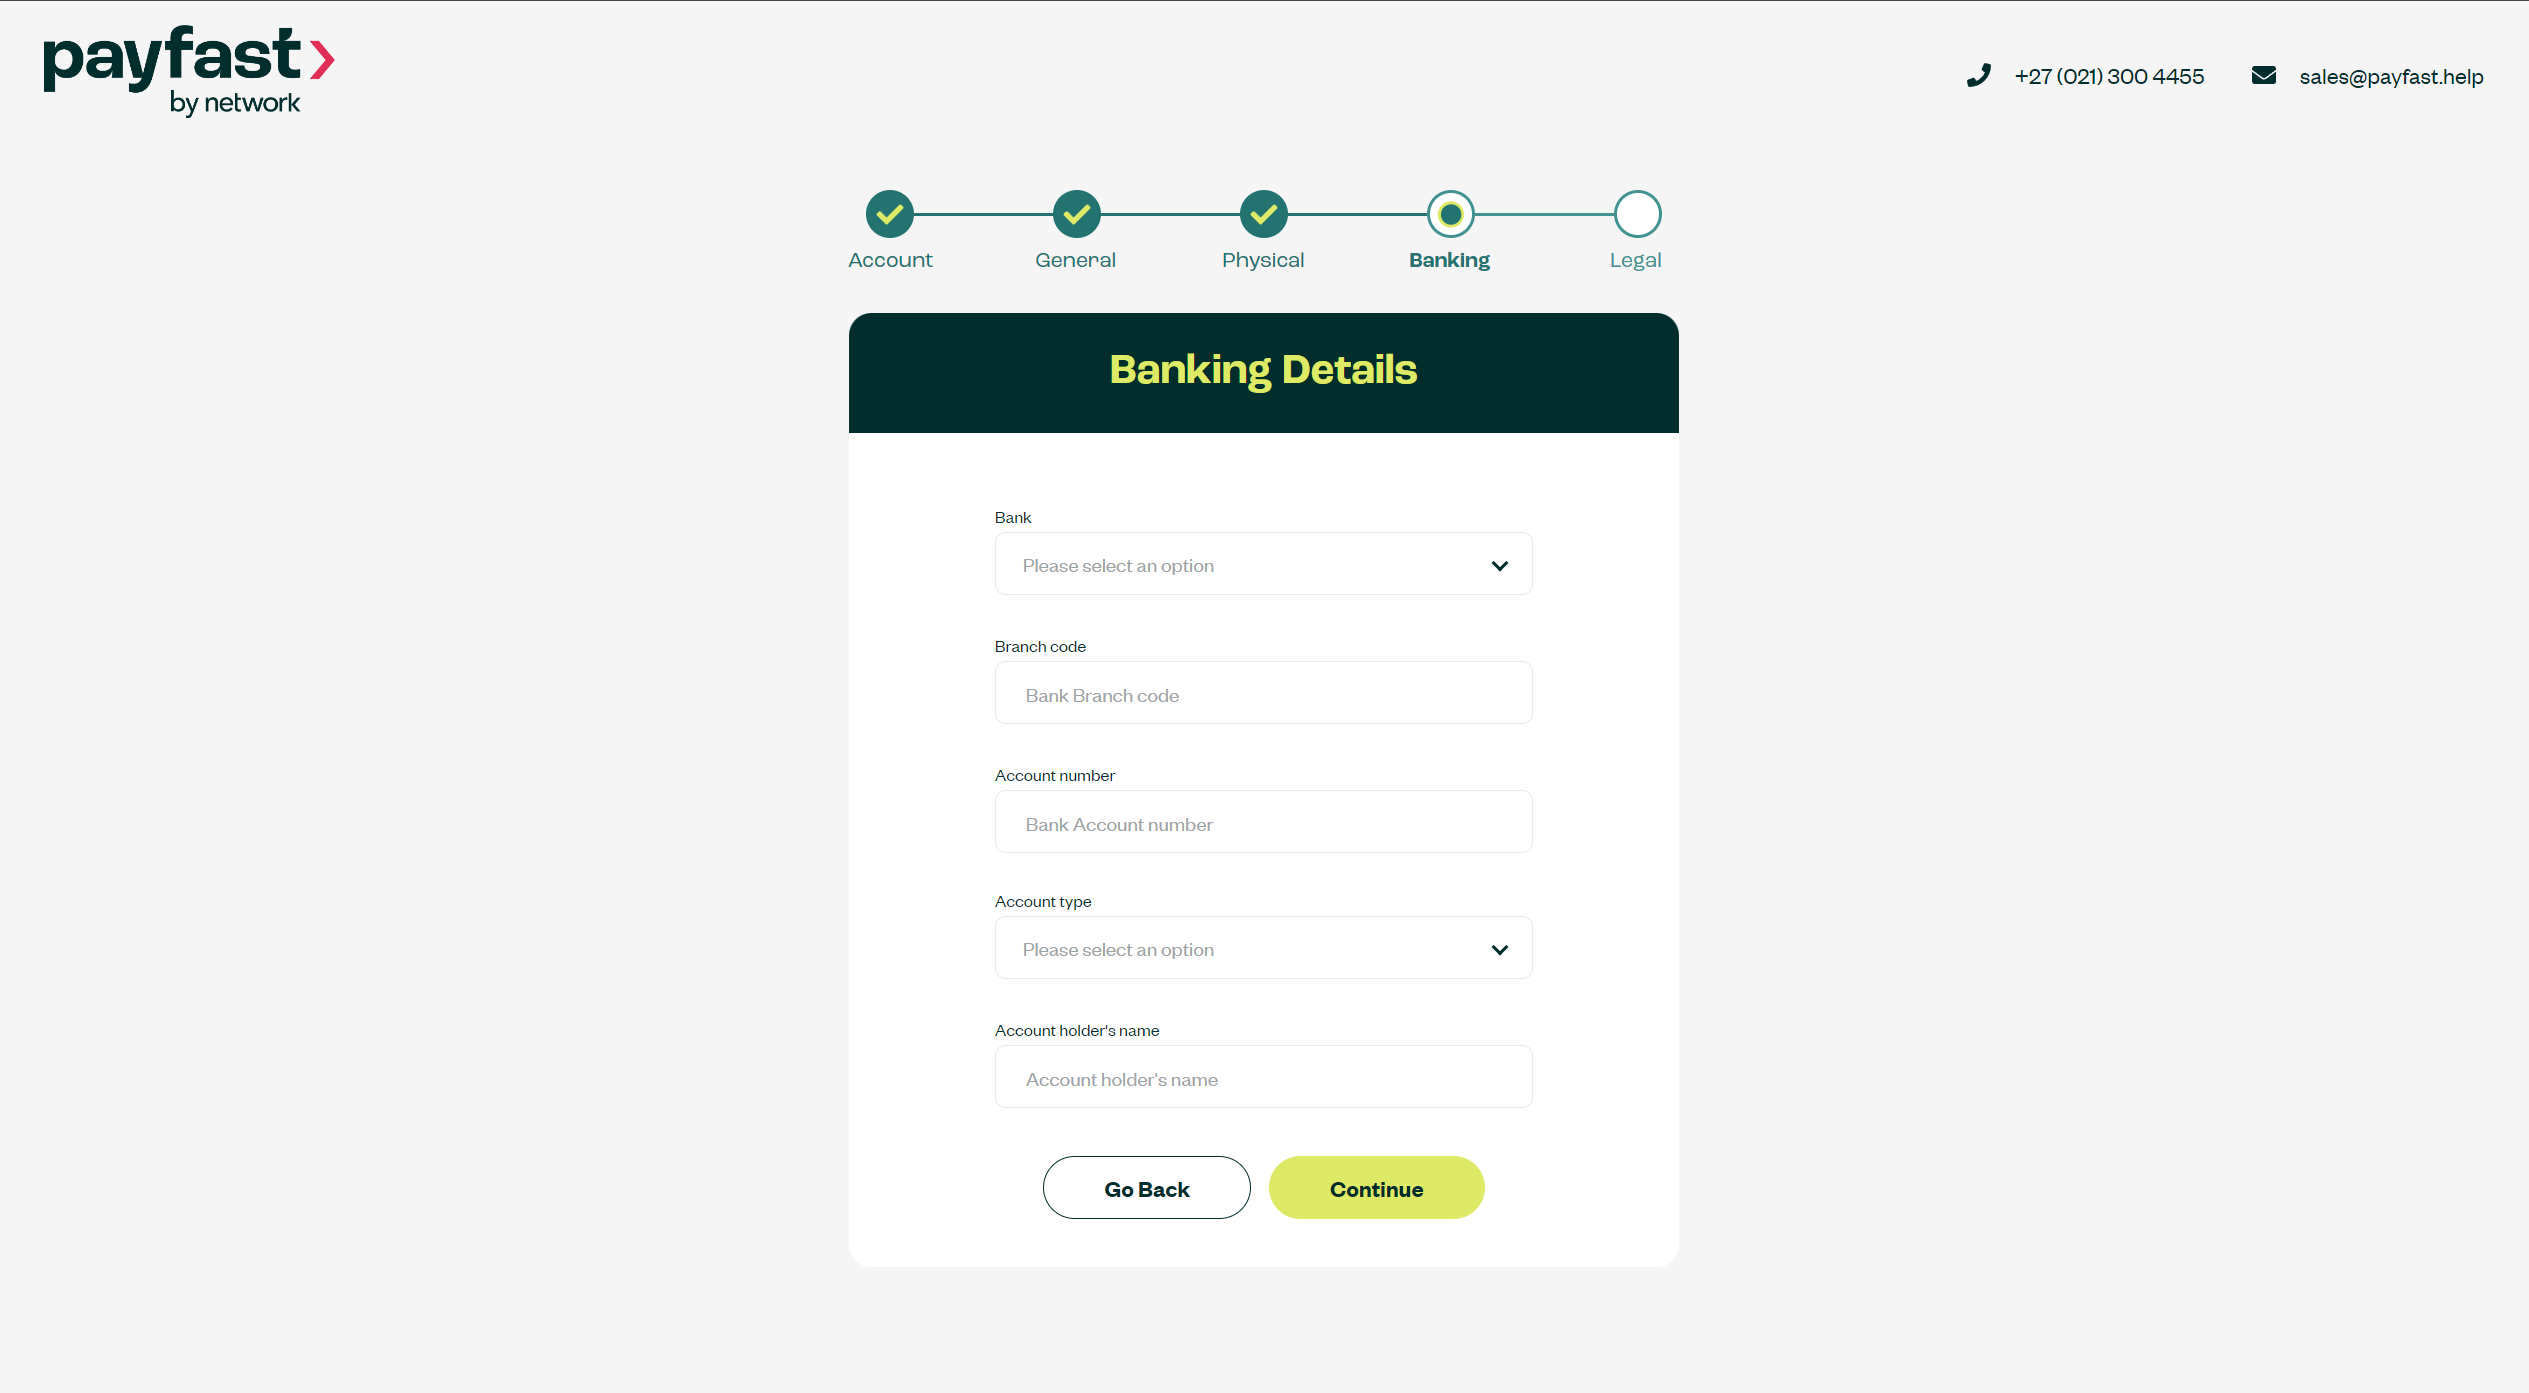 payfast
by network
+27 (021) 300 4455
sales@payfast.help
Account
General
Physical
Banking
Legal
Banking Details
Bank
Please select an option
Branch code
Bank Branch code
Account number
Bank Account number
Account type
Please select an option
Account holder's name
Account holder's name
Go Back
Continue